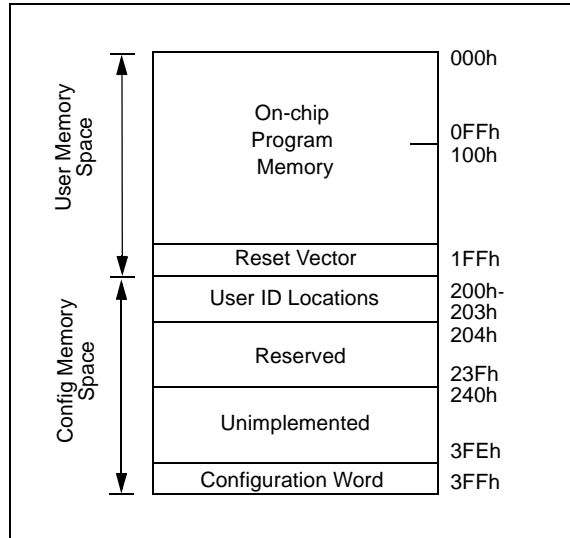 User Memory
Space
Config Memory
Space
On-chip
Program
Memory
Reset Vector
User ID Locations
Reserved
Unimplemented
Configuration Word
000h
0FFh
100h
1FFh
200h-
203h
204h
23Fh
240h
3FEh
3FFh